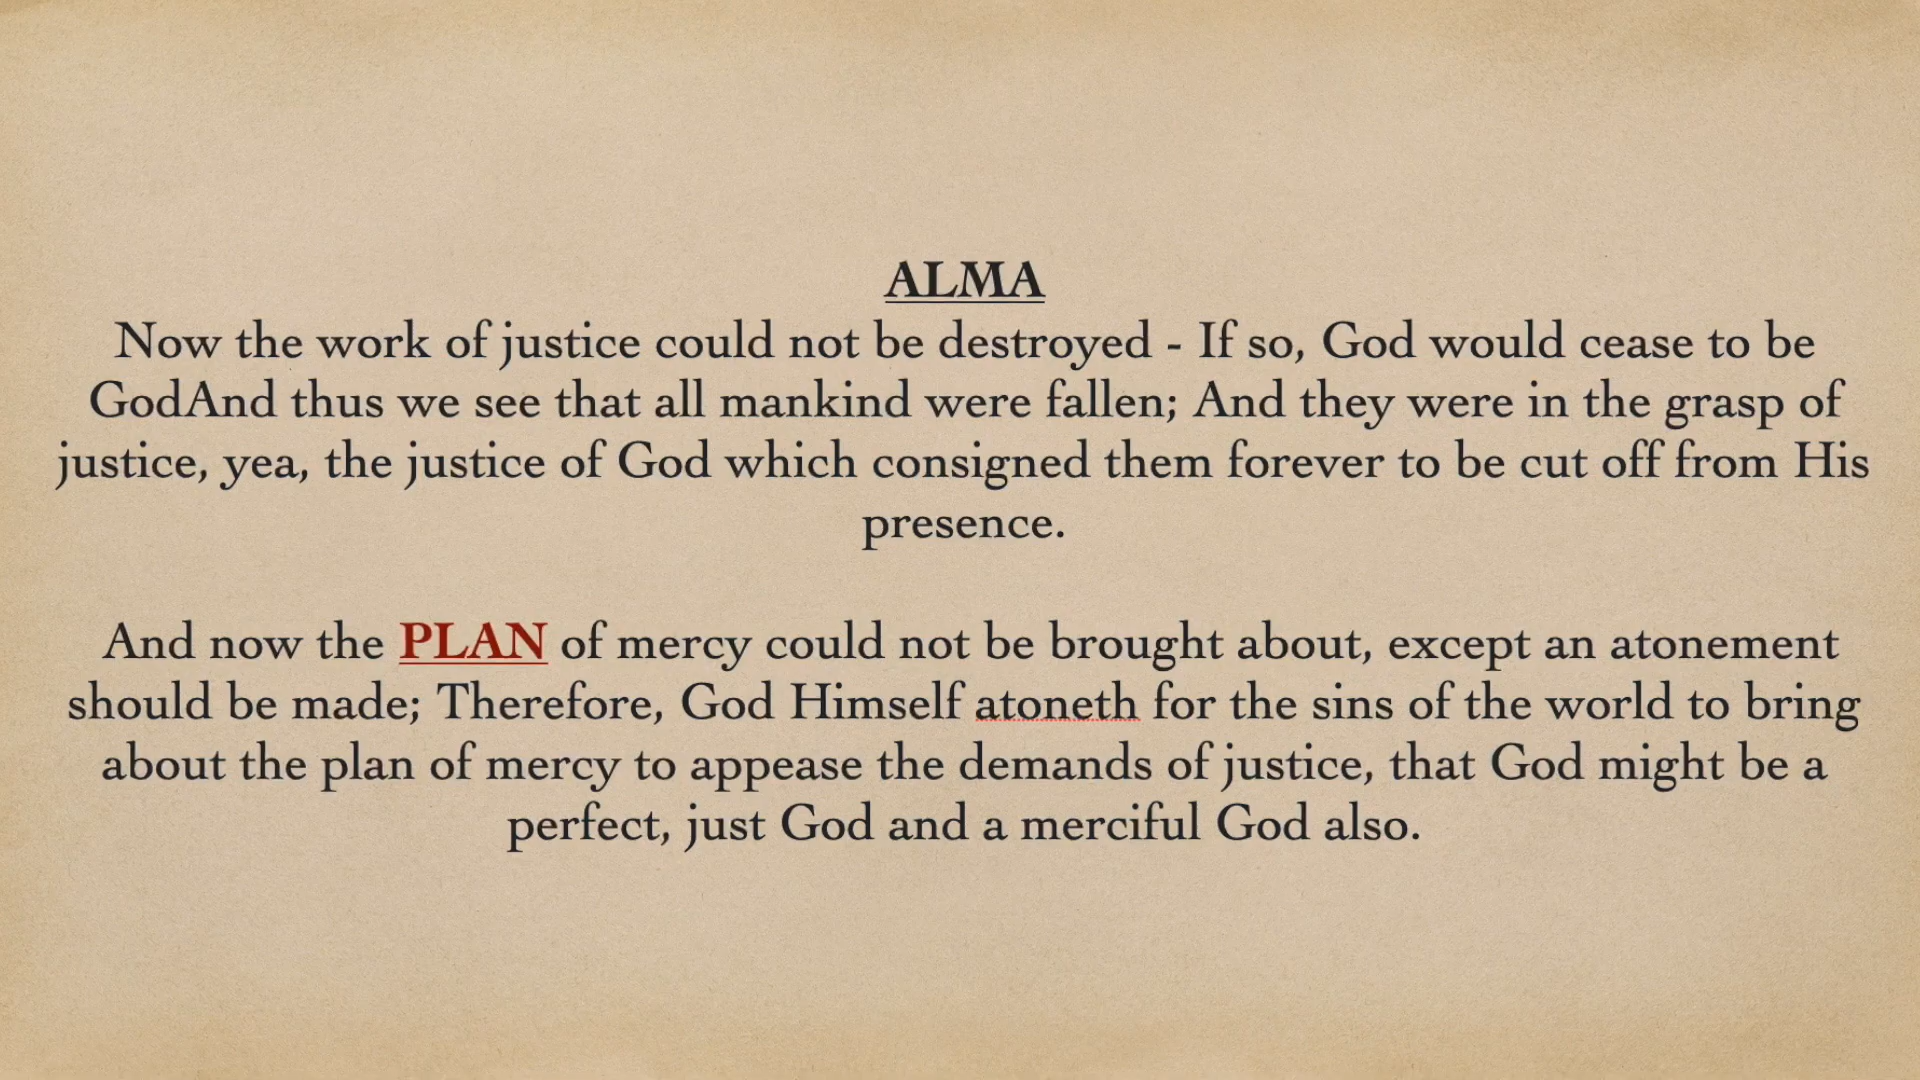 ALMA
Now the work of justice could not be destroyed - If so, God would cease to be
GodAnd thus we see that all mankind were fallen; And they were in the grasp of
justice, yea, the justice of God which consigned them forever to be cut off from His
presence.
And now the PLAN of mercy could not be brought about, except an atonement
should be made; Therefore, God Himself atoneth for the sins of the world to bring
about the plan of mercy to appease the demands of justice, that God might be a
perfect, just God and a merciful God also.